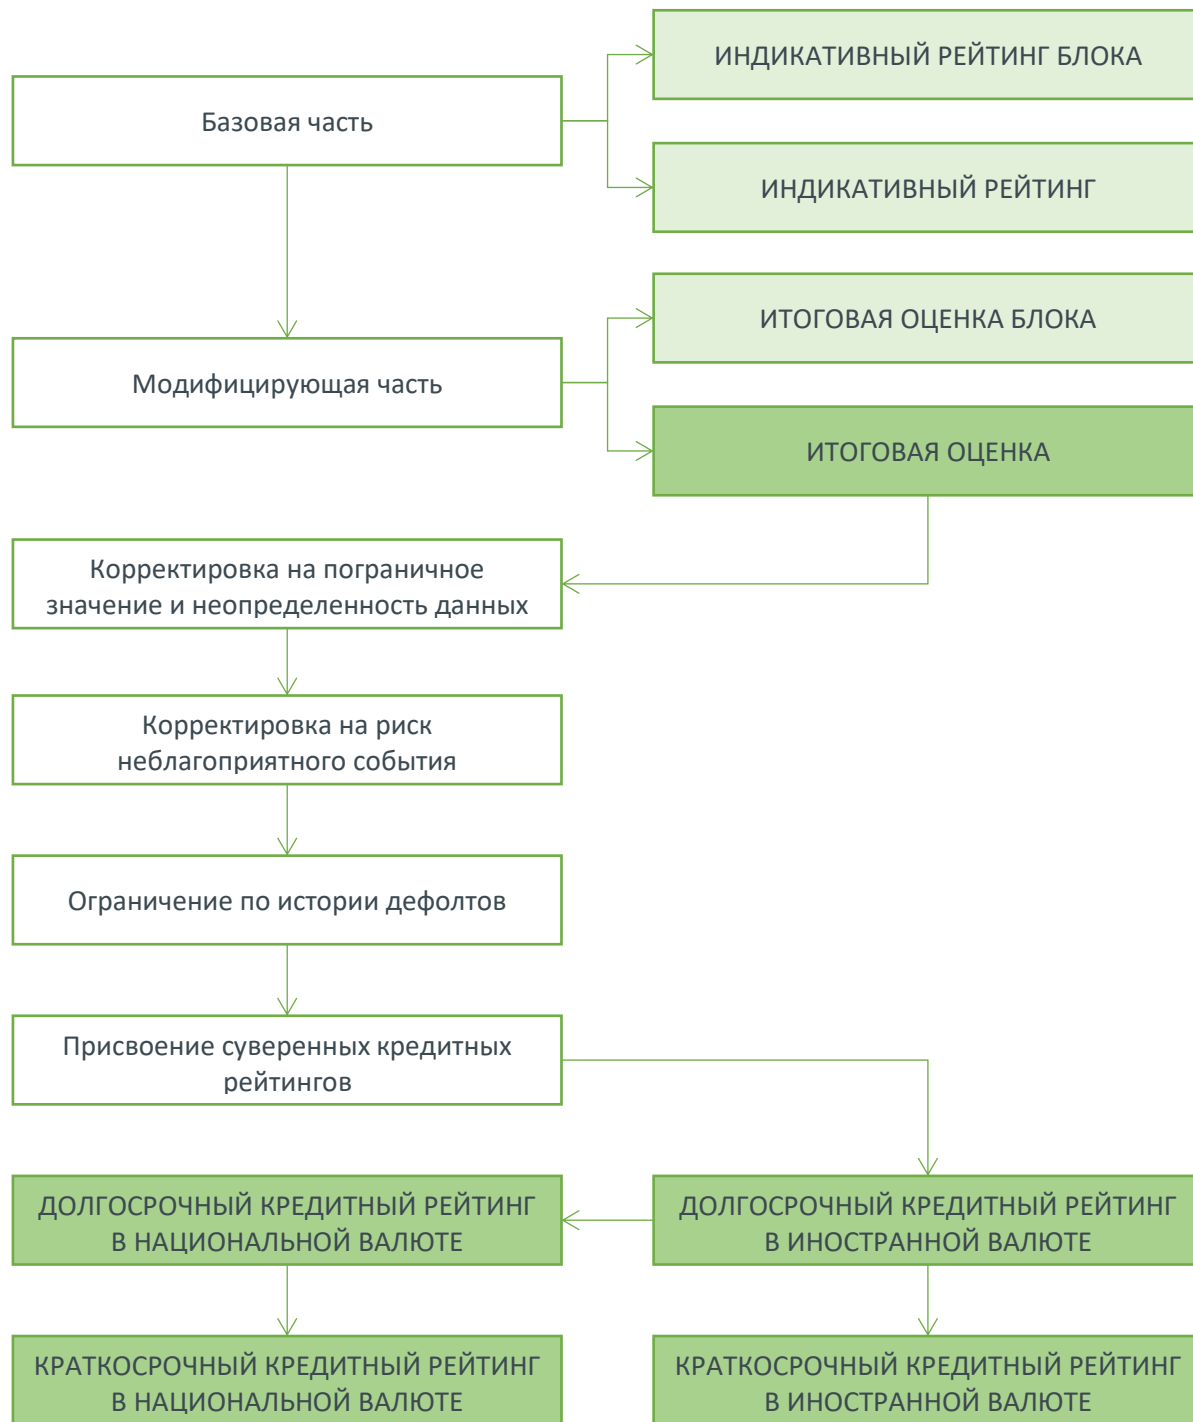 ИНДИКАТИВНЫЙ РЕЙТИНГ БЛОКА
Базовая часть
ИНДИКАТИВНЫЙ РЕЙТИНГ
ИТОГОВАЯ ОЦЕНКА БЛОКА
Модифицирующая часть
ИТОГОВАЯ ОЦЕНКА
Корректировка на пограничное
значение и неопределенность данных
Корректировка на риск
неблагоприятного события
Ограничение по истории дефолтов
Присвоение суверенных кредитных
рейтингов
ДОЛГОСРОЧНЫЙ КРЕДИТНЫЙ РЕЙТИНГ
В НАЦИОНАЛЬНОЙ ВАЛЮТЕ
ДОЛГОСРОЧНЫЙ КРЕДИТНЫЙ РЕЙТИНГ
В ИНОСТРАННОЙ ВАЛЮТЕ
КРАТКОСРОЧНЫЙ КРЕДИТНЫЙ РЕЙТИНГ
В НАЦИОНАЛЬНОЙ ВАЛЮТЕ
КРАТКОСРОЧНЫЙ КРЕДИТНЫЙ РЕЙТИНГ
В ИНОСТРАННОЙ ВАЛЮТЕ